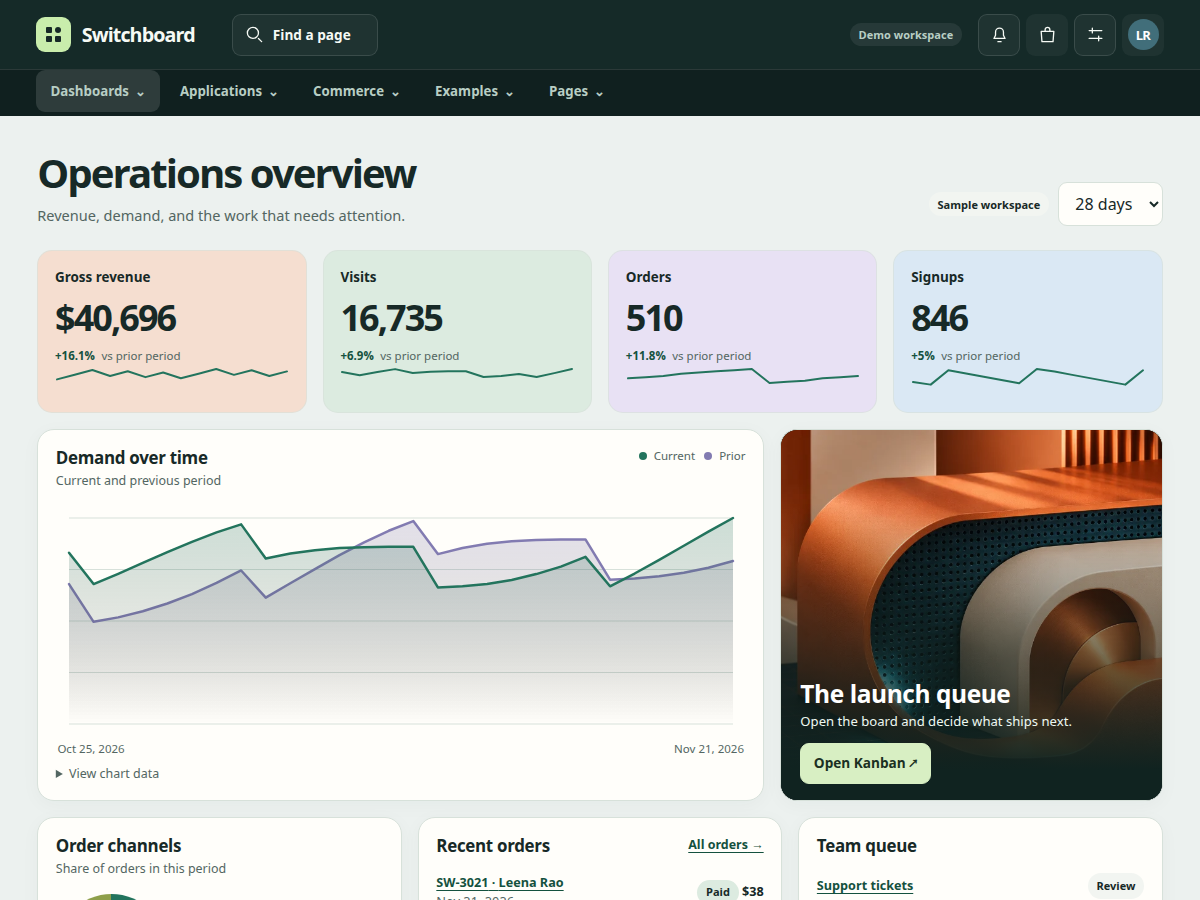 Switchboard
Find a page
Demo workspace
LR
Dashboards
Applications
Commerce
Examples
Pages
Operations overview
Revenue, demand, and the work that needs attention.
Sample workspace
28 days
Gross revenue
$40,696
+16.1% vs prior period
Visits
16,735
+6.9% vs prior period
Orders
510
+11.8% vs prior period
Signups
846
+5% vs prior period
Demand over time
Current and previous period
Current
Prior
Oct 25, 2026
Nov 21, 2026
View chart data
The launch queue
Open the board and decide what ships next.
Open Kanban ↗
Order channels
Share of orders in this period
Recent orders
All orders →
SW-3021 · Leena Rao
Nov 21, 2026
Paid $38
Team queue
Support tickets
Review